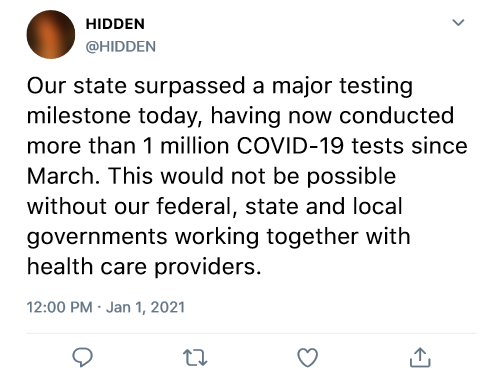 HIDDEN
@HIDDEN
Our state surpassed a major testing
milestone today, having now conducted
more than 1 million COVID-19 tests since
March. This would not be possible
without our federal, state and local
governments working together with
health care providers.
12:00 PM · Jan 1, 2021